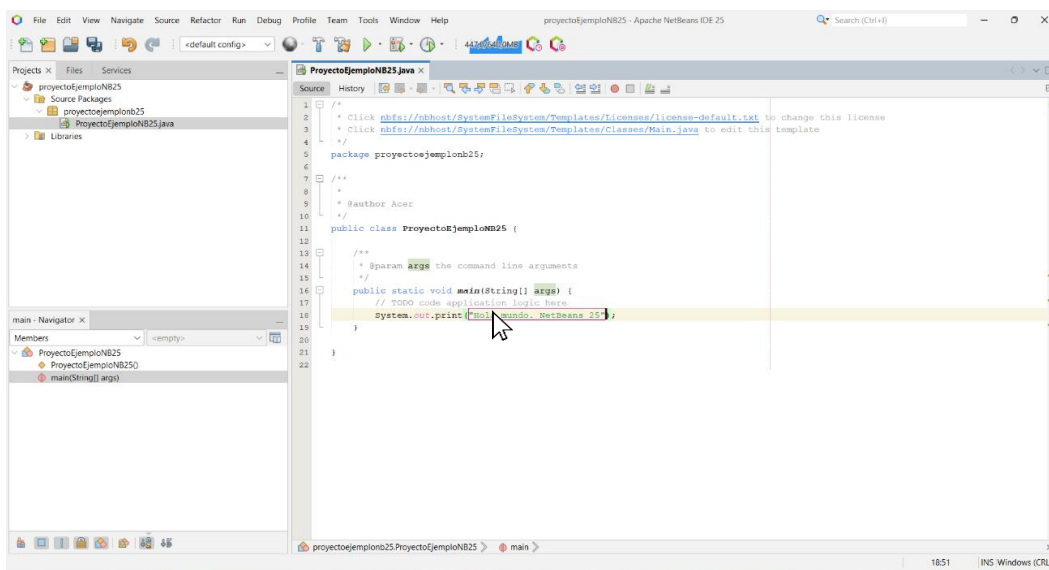 File Edit View Navigate Source Refactor Run Debug Profile Team Tools Window Help proyectoEjemploNB25 - Apache NetBeans IDE 25 Search (Ctrl+I)
<default config>
Projects Files Services
ProyectoEjemploNB25.java
proyectoEjemploNB25
Source Packages
proyectoejemplonb25
ProyectoEjemploNB25.java
Libraries
Source History
1 /*
2 * Click nbfs://nbhost/SystemFileSystem/Templates/Licenses/license-default.txt to change this license
3 * Click nbfs://nbhost/SystemFileSystem/Templates/Classes/Main.java to edit this template
4 */
5 package proyectoejemplonb25;
6
7 /**
8 *
9 * @author Acer
10 */
11 public class ProyectoEjemploNB25 {
12
13 /**
14 * @param args the command line arguments
15 */
16 public static void main(String[] args) {
17 // TODO code application logic here
18 System.out.print("Hola mundo. NetBeans 25");
19 }
20
21 }
22
main - Navigator
Members <empty>
ProyectoEjemploNB25
ProyectoEjemploNB25()
main(String[] args)
proyectoejemplonb25.ProyectoEjemploNB25 main
18:51 INS Windows (CRL